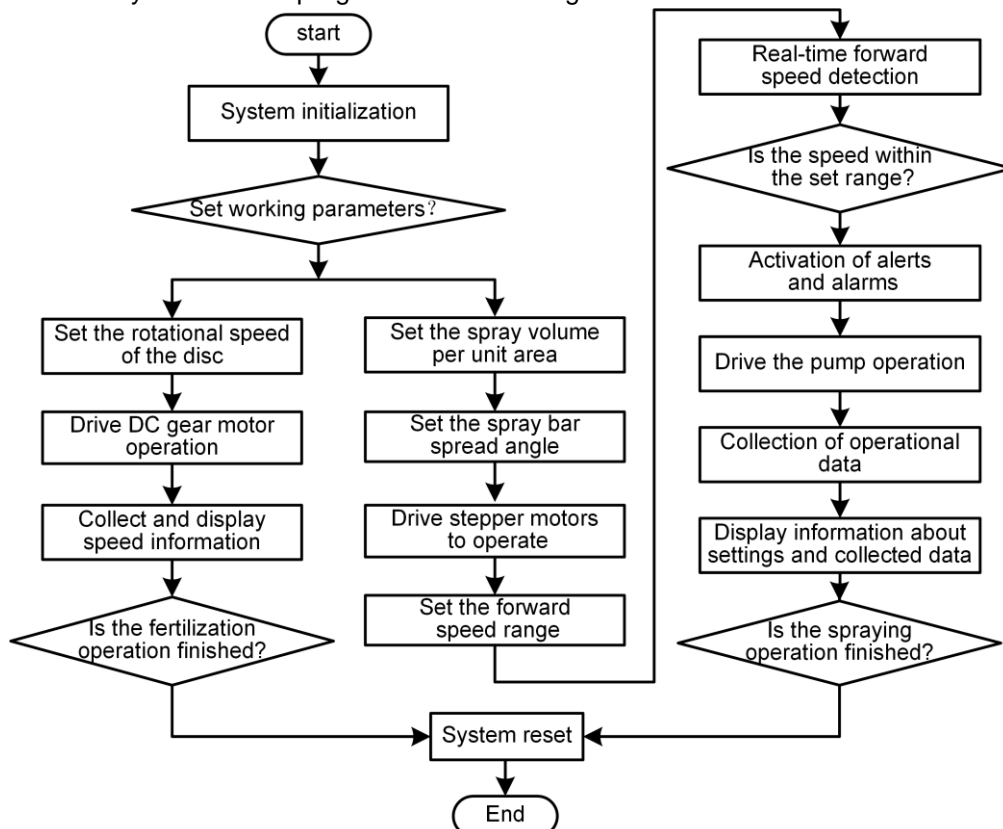 start
System initialization
Set working parameters?
Set the rotational speed
of the disc
Drive DC gear motor
operation
Collect and display
speed information
Is the fertilization
operation finished?
Set the spray volume
per unit area
Set the spray bar
spread angle
Drive stepper motors
to operate
Set the forward
speed range
Real-time forward
speed detection
Is the speed within
the set range?
Activation of alerts
and alarms
Drive the pump operation
Collection of operational
data
Display information about
settings and collected data
Is the spraying
operation finished?
System reset
End